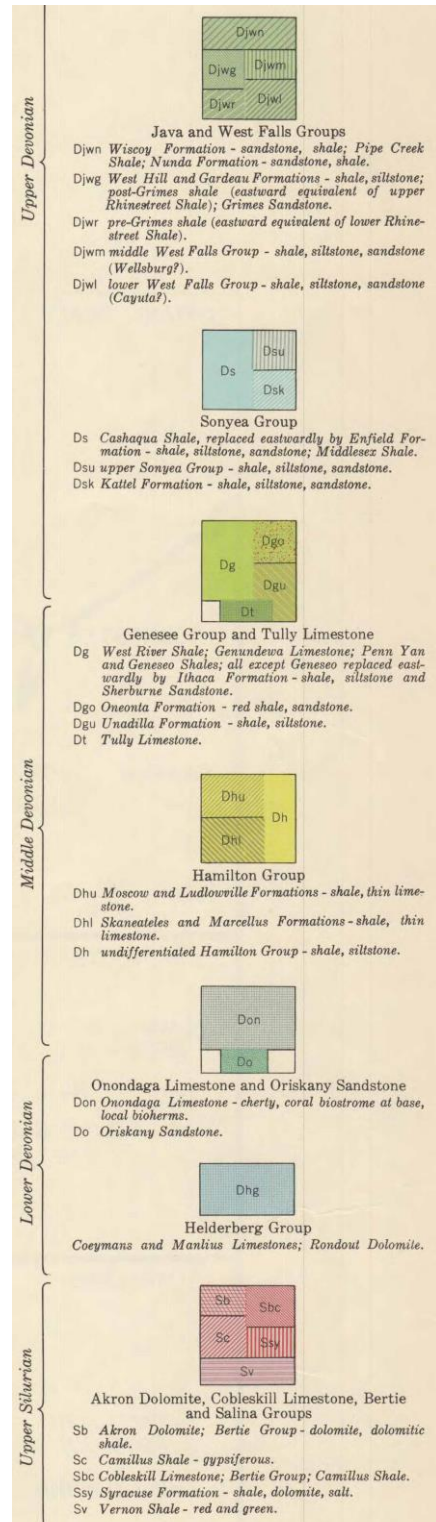 Upper Devonian
Djwn
Djwg
Djwm
Djwr
Djwl
Java and West Falls Groups
Djwn Wiscoy Formation - sandstone, shale; Pipe Creek
Shale; Nunda Formation - sandstone, shale.
Djwg West Hill and Gardeau Formations - shale, siltstone;
post-Grimes shale (eastward equivalent of upper
Rhinestreet Shale); Grimes Sandstone.
Djwr pre-Grimes shale (eastward equivalent of lower Rhine-
street Shale).
Djwm middle West Falls Group - shale, siltstone, sandstone
(Wellsburg?).
Djwl lower West Falls Group - shale, siltstone, sandstone
(Cayuta?).
Ds
Dsu
Dsk
Sonyea Group
Ds Cashaqua Shale, replaced eastwardly by Enfield For-
mation - shale, siltstone, sandstone; Middlesex Shale.
Dsu upper Sonyea Group - shale, siltstone, sandstone.
Dsk Kattel Formation - shale, siltstone, sandstone.
Middle Devonian
Dg
Dgo
Dgu
Dt
Genesee Group and Tully Limestone
Dg West River Shale; Genundewa Limestone; Penn Yan
and Geneseo Shales; all except Geneseo replaced east-
wardly by Ithaca Formation - shale, siltstone and
Sherburne Sandstone.
Dgo Oneonta Formation - red shale, sandstone.
Dgu Unadilla Formation - shale, siltstone.
Dt Tully Limestone.
Dhu
Dh
Dhl
Hamilton Group
Dhu Moscow and Ludlowville Formations - shale, thin lime-
stone.
Dhl Skaneateles and Marcellus Formations - shale, thin
limestone.
Dh undifferentiated Hamilton Group - shale, siltstone.
Don
Do
Onondaga Limestone and Oriskany Sandstone
Don Onondaga Limestone - cherty, coral biostrome at base,
local bioherms.
Do Oriskany Sandstone.
Lower Devonian
Dhg
Helderberg Group
Coeymans and Manlius Limestones; Rondout Dolomite.
Upper Silurian
Sb
Sbc
Sc
Ssy
Sv
Akron Dolomite, Cobleskill Limestone, Bertie
and Salina Groups
Sb Akron Dolomite; Bertie Group - dolomite, dolomitic
shale.
Sc Camillus Shale - gypsiferous.
Sbc Cobleskill Limestone; Bertie Group; Camillus Shale.
Ssy Syracuse Formation - shale, dolomite, salt.
Sv Vernon Shale - red and green.